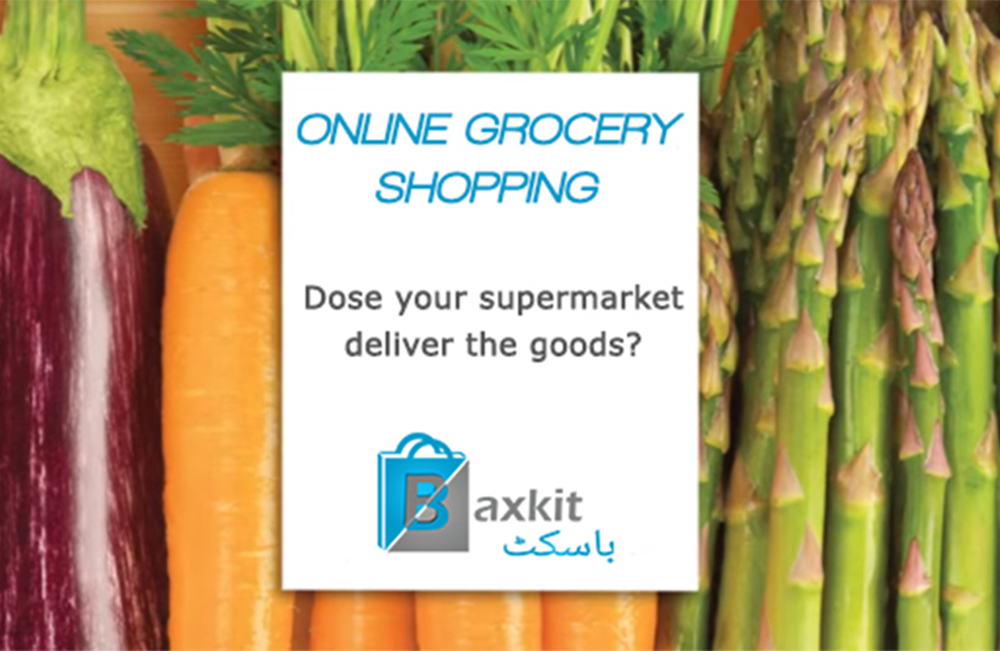 ONLINE GROCERY
SHOPPING
Dose your supermarket
deliver the goods?
Baxkit
باسکٹ